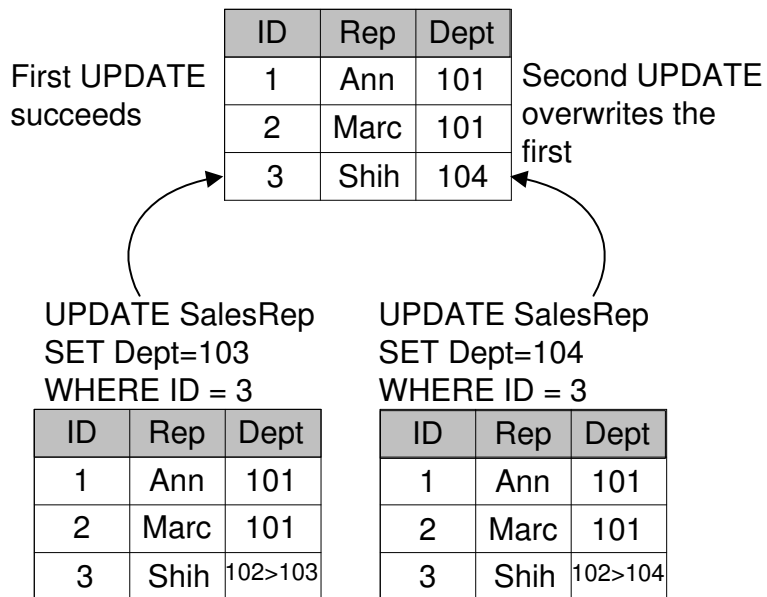 ID Rep Dept
1 Ann 101
2 Marc 101
3 Shih 104
First UPDATE
succeeds
Second UPDATE
overwrites the
first
UPDATE SalesRep
SET Dept=103
WHERE ID = 3
ID Rep Dept
1 Ann 101
2 Marc 101
3 Shih 102>103
UPDATE SalesRep
SET Dept=104
WHERE ID = 3
ID Rep Dept
1 Ann 101
2 Marc 101
3 Shih 102>104